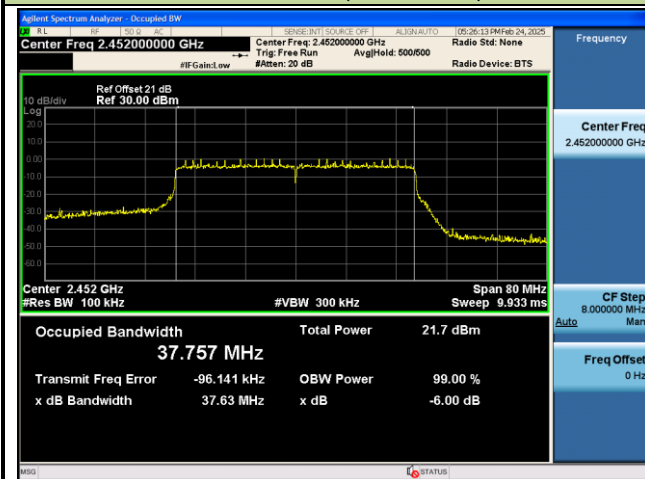 Agilent Spectrum Analyzer - Occupied BW
RL RF 50 Ω AC SENSE:INT SOURCE OFF ALIGN AUTO 05:26:13 PM Feb 24, 2025
Center Freq 2.452000000 GHz Center Freq: 2.452000000 GHz Radio Std: None
Trig: Free Run Avg|Hold: 500/500
#IFGain:Low #Atten: 20 dB Radio Device: BTS
Ref Offset 21 dB
10 dB/div Ref 30.00 dBm
Log
20.0
10.0
0.00
-10.0
-20.0
-30.0
-40.0
-50.0
-60.0
Center 2.452 GHz Span 80 MHz
#Res BW 100 kHz #VBW 300 kHz Sweep 9.933 ms
Occupied Bandwidth Total Power 21.7 dBm
37.757 MHz
Transmit Freq Error -96.141 kHz OBW Power 99.00 %
x dB Bandwidth 37.63 MHz x dB -6.00 dB
MSG STATUS
Frequency
Center Freq
2.452000000 GHz
CF Step
8.000000 MHz
Auto Man
Freq Offset
0 Hz